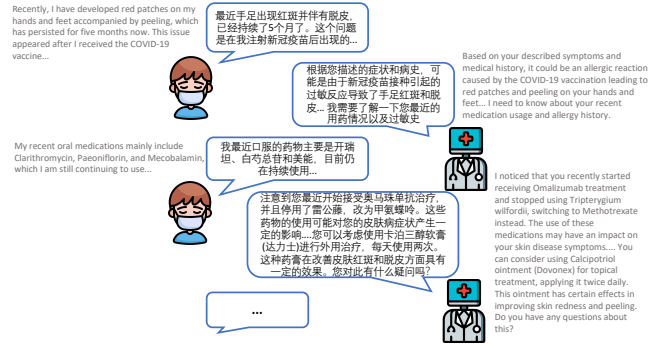 Recently, I have developed red patches on my
hands and feet accompanied by peeling, which
has persisted for five months now. This issue
appeared after I received the COVID-19
vaccine...
最近手足出现红斑并伴有脱皮,
已经持续了5个月了。这个问题
是在我注射新冠疫苗后出现的...
根据您描述的症状和病史，可
能是由于新冠疫苗接种引起的
过敏反应导致了手足红斑和脱
皮... 我需要了解一下您最近的
用药情况以及过敏史
Based on your described symptoms and
medical history, it could be an allergic reaction
caused by the COVID-19 vaccination leading to
red patches and peeling on your hands and
feet... I need to know about your recent
medication usage and allergy history.
My recent oral medications mainly include
Clarithromycin, Paeoniflorin, and Mecobalamin,
which I am still continuing to use...
我最近口服的药物主要是开瑞
坦、白芍总苷和美能，目前仍
在持续使用...
注意到您最近开始接受奥马珠单抗治疗，
并且停用了雷公藤，改为甲氨蝶呤。这些
药物的使用可能对您的皮肤病症状产生一
定的影响....您可以考虑使用卡泊三醇软膏
(达力士)进行外用治疗，每天使用两次。
这种药膏在改善皮肤红斑和脱皮方面具有
一定的效果。您对此有什么疑问吗?
I noticed that you recently started
receiving Omalizumab treatment
and stopped using Tripterygium
wilfordii, switching to Methotrexate
instead. The use of these
medications may have an impact on
your skin disease symptoms.... You
can consider using Calcipotriol
ointment (Dovonex) for topical
treatment, applying it twice daily.
This ointment has certain effects in
improving skin redness and peeling.
Do you have any questions about
this?
...